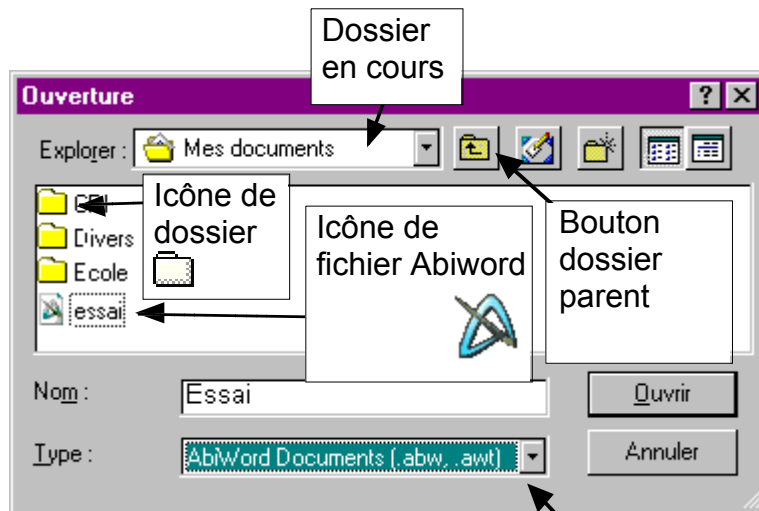 Dossier
en cours
Ouverture
Explorer : Mes documents
Icône de
dossier
Divers
Ecole
essai
Icône de
fichier Abiword
Bouton
dossier
parent
Nom : Essai
Ouvrir
Type : AbiWord Documents (.abw, .awt)
Annuler